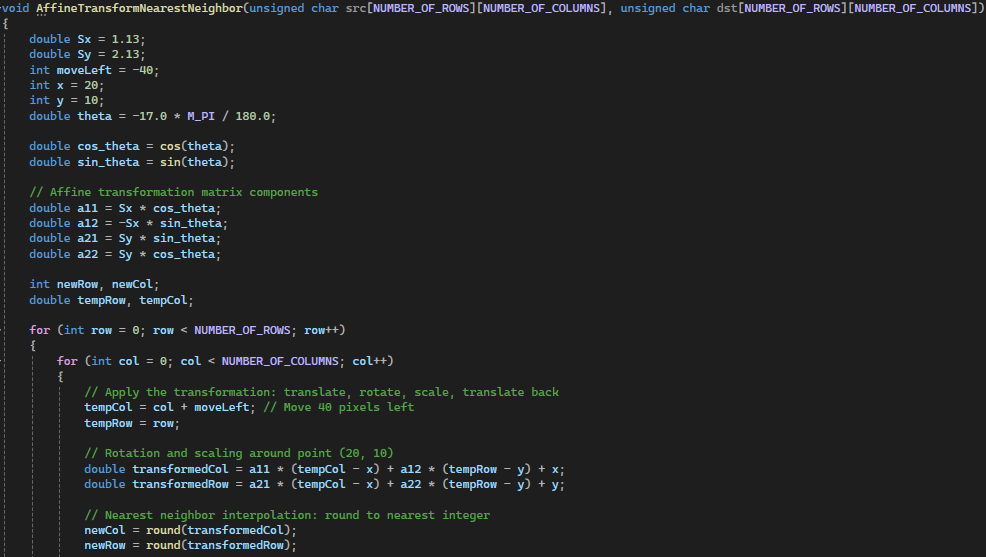 void AffineTransformNearestNeighbor(unsigned char src[NUMBER_OF_ROWS][NUMBER_OF_COLUMNS], unsigned char dst[NUMBER_OF_ROWS][NUMBER_OF_COLUMNS])
{
    double Sx = 1.13;
    double Sy = 2.13;
    int moveLeft = -40;
    int x = 20;
    int y = 10;
    double theta = -17.0 * M_PI / 180.0;

    double cos_theta = cos(theta);
    double sin_theta = sin(theta);

    // Affine transformation matrix components
    double a11 = Sx * cos_theta;
    double a12 = -Sx * sin_theta;
    double a21 = Sy * sin_theta;
    double a22 = Sy * cos_theta;

    int newRow, newCol;
    double tempRow, tempCol;

    for (int row = 0; row < NUMBER_OF_ROWS; row++)
    {
        for (int col = 0; col < NUMBER_OF_COLUMNS; col++)
        {
            // Apply the transformation: translate, rotate, scale, translate back
            tempCol = col + moveLeft; // Move 40 pixels left
            tempRow = row;

            // Rotation and scaling around point (20, 10)
            double transformedCol = a11 * (tempCol - x) + a12 * (tempRow - y) + x;
            double transformedRow = a21 * (tempCol - x) + a22 * (tempRow - y) + y;

            // Nearest neighbor interpolation: round to nearest integer
            newCol = round(transformedCol);
            newRow = round(transformedRow);